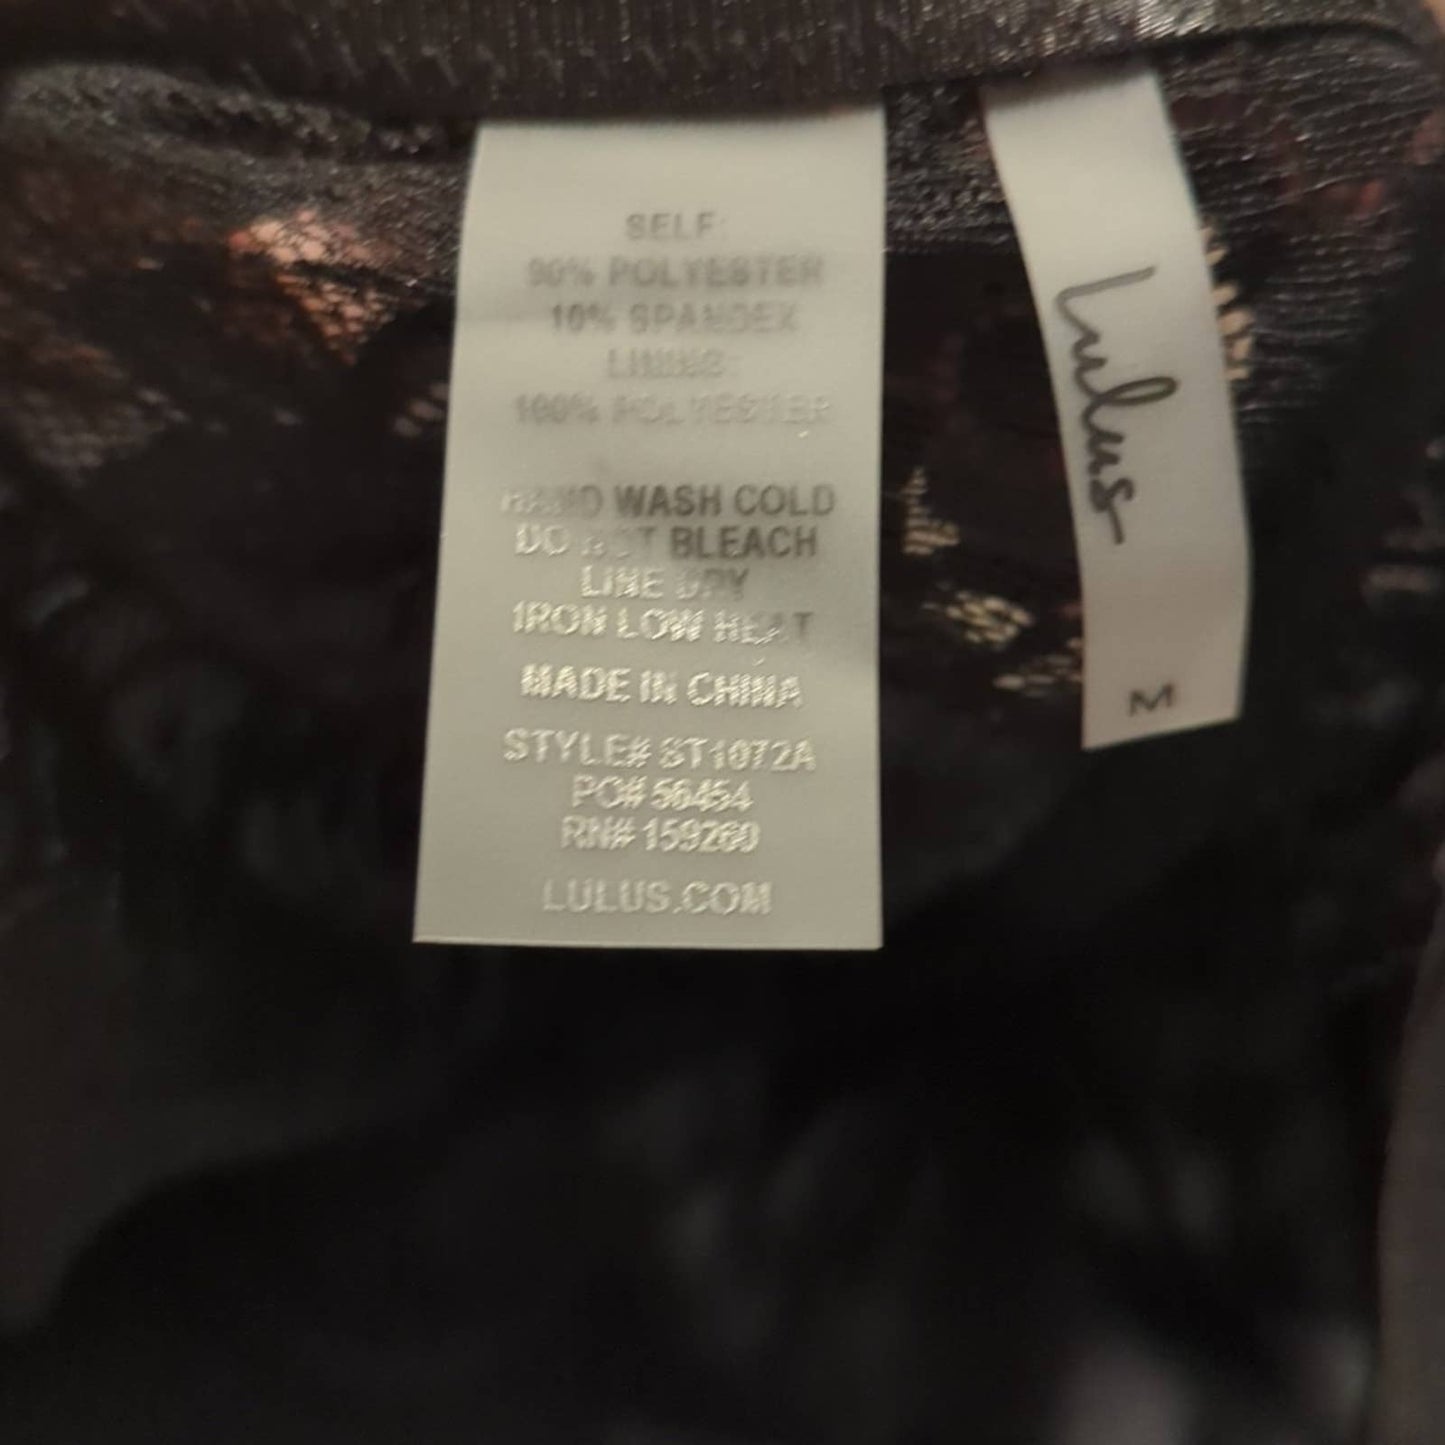 SELF:
90% POLYESTER
10% SPANDEX
LINING:
100% POLYESTER
HAND WASH COLD
DO NOT BLEACH
LINE DRY
IRON LOW HEAT
MADE IN CHINA
STYLE# ST1072A
PO# 56454
RN# 159260
LULUS.COM
Lulus
M